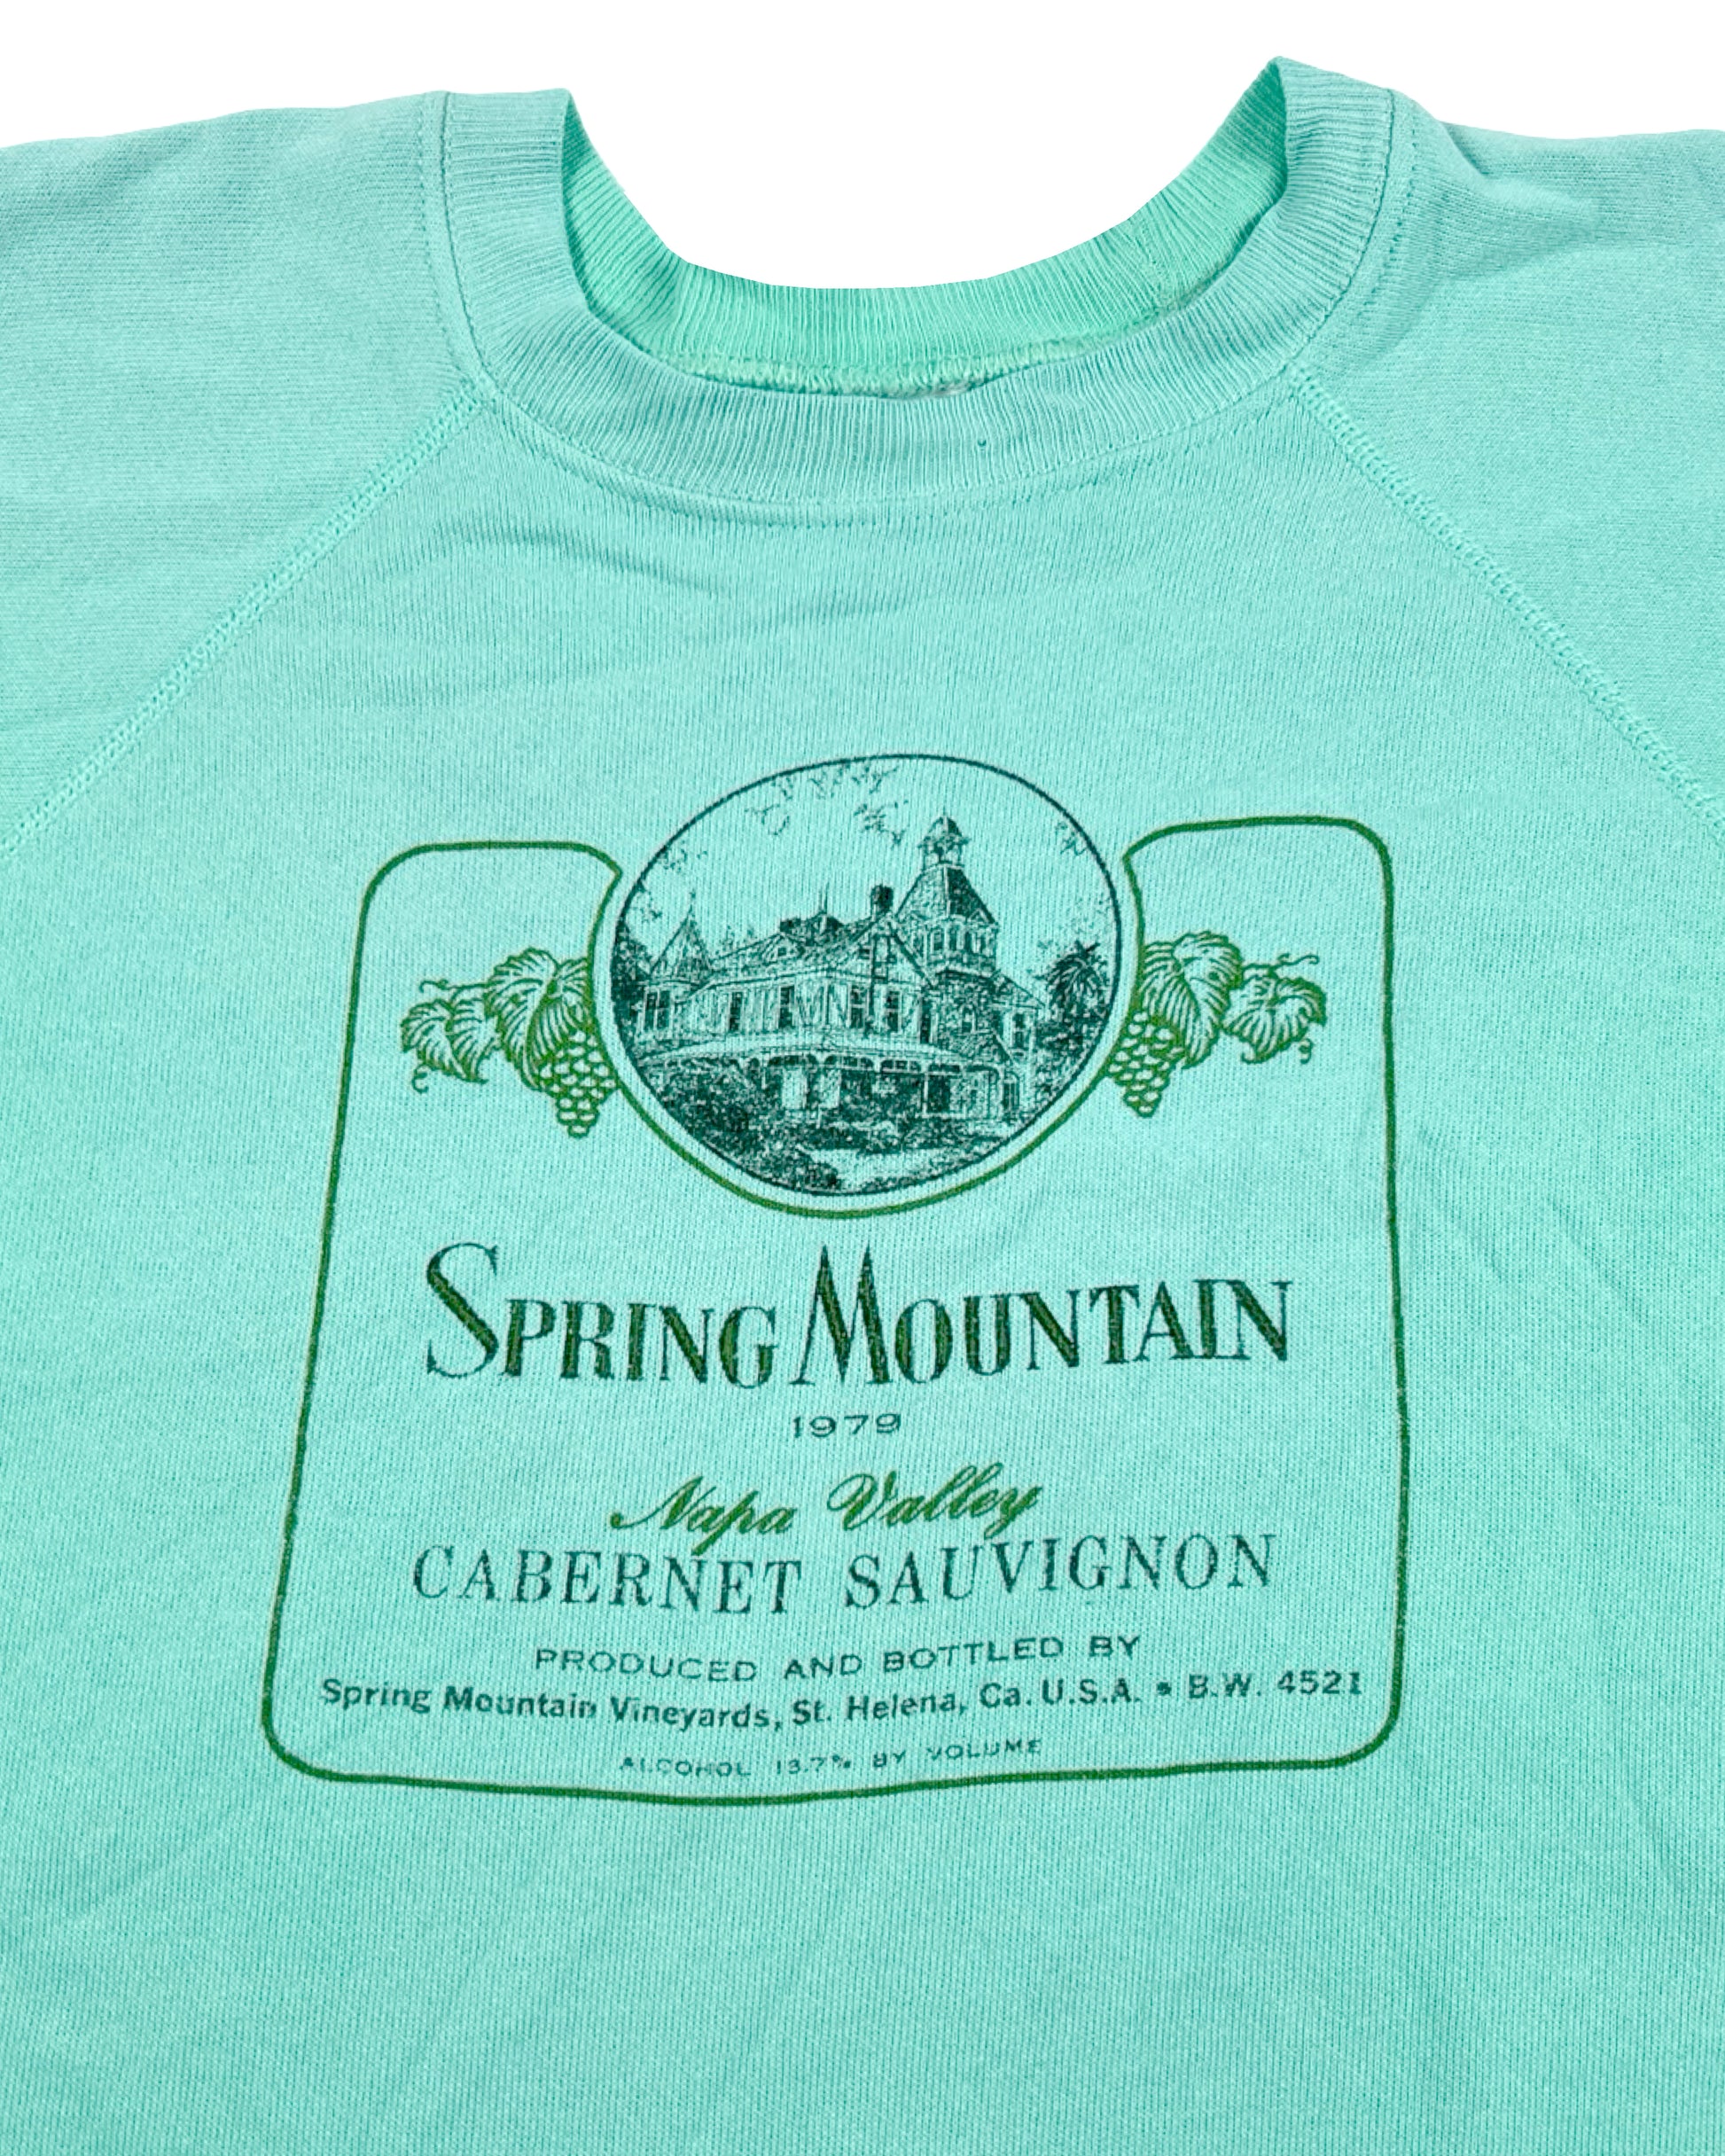 SPRING MOUNTAIN
1979
Napa Valley
CABERNET SAUVIGNON
PRODUCED AND BOTTLED BY
Spring Mountain Vineyards, St. Helena, Ca. U.S.A. • B.W. 4521
ALCOHOL 13.7% BY VOLUME